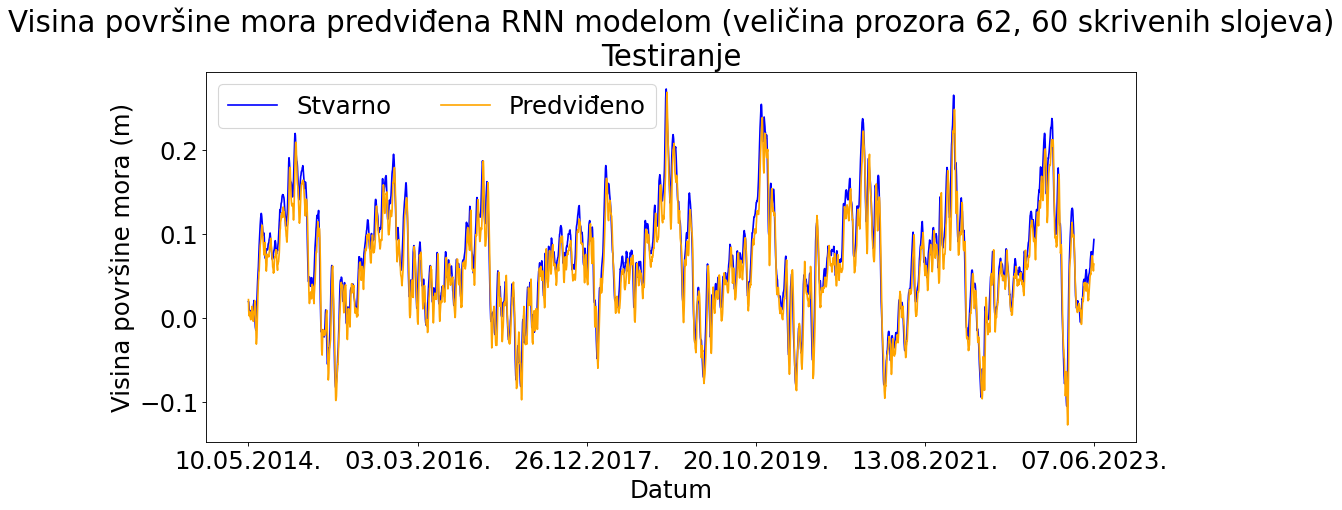 Visina površine mora predviđena RNN modelom (veličina prozora 62, 60 skrivenih slojeva)
Testiranje
Stvarno
Predviđeno
Visina površine mora (m)
0.2
0.1
0.0
−0.1
10.05.2014.
03.03.2016.
26.12.2017.
20.10.2019.
13.08.2021.
07.06.2023.
Datum